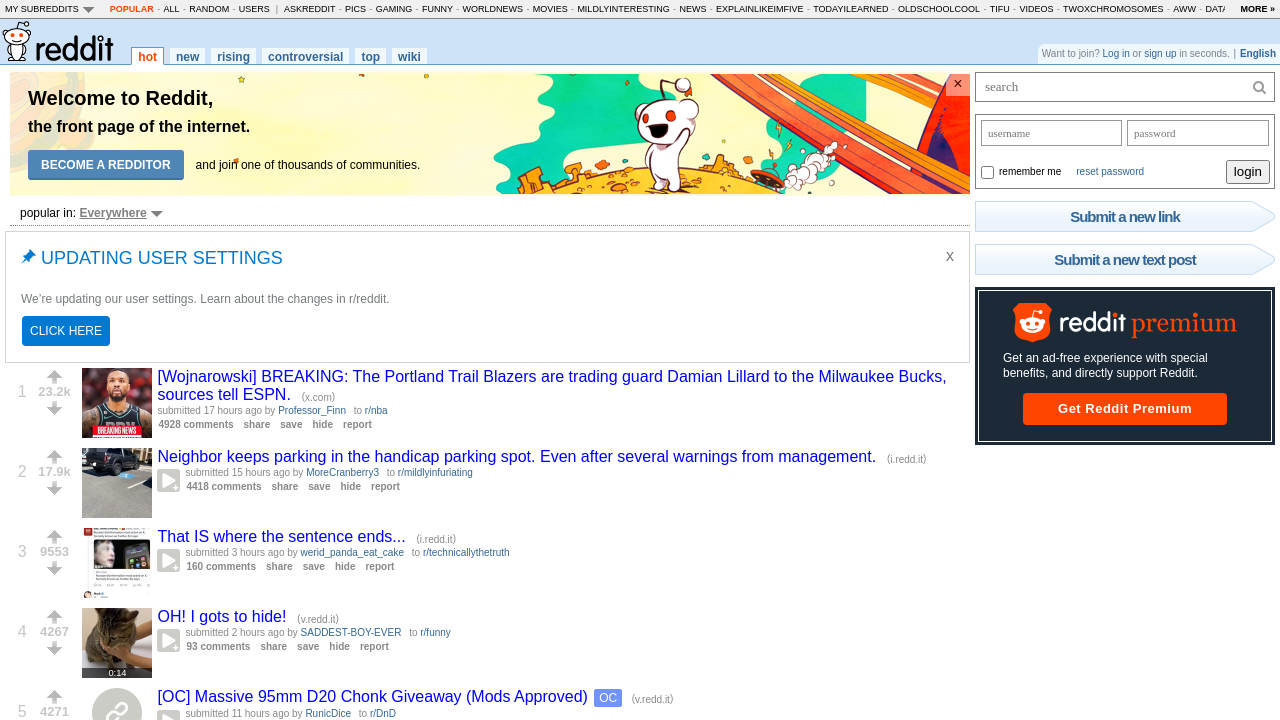 MY SUBREDDITS POPULAR - ALL - RANDOM - USERS | ASKREDDIT - PICS - GAMING - FUNNY - WORLDNEWS - MOVIES - MILDLYINTERESTING - NEWS - EXPLAINLIKEIMFIVE - TODAYILEARNED - OLDSCHOOLCOOL - TIFU - VIDEOS - TWOXCHROMOSOMES - AWW - DATA MORE »
reddit hot new rising controversial top wiki
Want to join? Log in or sign up in seconds. | English
Welcome to Reddit,
the front page of the internet.
BECOME A REDDITOR and join one of thousands of communities.
×
popular in: Everywhere
UPDATING USER SETTINGS
x
We're updating our user settings. Learn about the changes in r/reddit.
CLICK HERE
1 23.2k
BREAKING NEWS
[Wojnarowski] BREAKING: The Portland Trail Blazers are trading guard Damian Lillard to the Milwaukee Bucks,
sources tell ESPN. (x.com)
submitted 17 hours ago by Professor_Finn to r/nba
4928 comments share save hide report
2 17.9k
Neighbor keeps parking in the handicap parking spot. Even after several warnings from management. (i.redd.it)
submitted 15 hours ago by MoreCranberry3 to r/mildlyinfuriating
4418 comments share save hide report
3 9553
That IS where the sentence ends... (i.redd.it)
submitted 3 hours ago by werid_panda_eat_cake to r/technicallythetruth
160 comments share save hide report
4 4267
0:14
OH! I gots to hide! (v.redd.it)
submitted 2 hours ago by SADDEST-BOY-EVER to r/funny
93 comments share save hide report
5 4271
[OC] Massive 95mm D20 Chonk Giveaway (Mods Approved) OC (v.redd.it)
submitted 11 hours ago by RunicDice to r/DnD
search
username password
remember me reset password login
Submit a new link
Submit a new text post
reddit premium
Get an ad-free experience with special
benefits, and directly support Reddit.
Get Reddit Premium